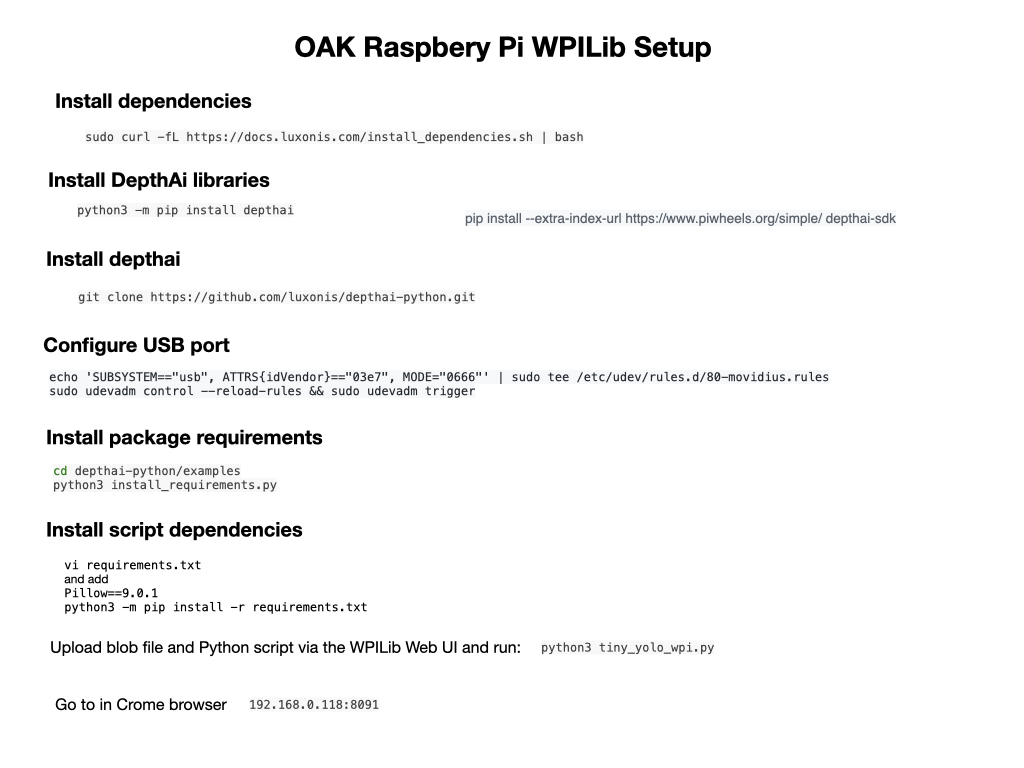 OAK Raspbery Pi WPILib Setup
Install dependencies
sudo curl -fL https://docs.luxonis.com/install_dependencies.sh | bash
Install DepthAi libraries
python3 -m pip install depthai
pip install --extra-index-url https://www.piwheels.org/simple/ depthai-sdk
Install depthai
git clone https://github.com/luxonis/depthai-python.git
Configure USB port
echo 'SUBSYSTEM=="usb", ATTRS{idVendor}=="03e7", MODE="0666"' | sudo tee /etc/udev/rules.d/80-movidius.rules
sudo udevadm control --reload-rules && sudo udevadm trigger
Install package requirements
cd depthai-python/examples
python3 install_requirements.py
Install script dependencies
vi requirements.txt
and add
Pillow==9.0.1
python3 -m pip install -r requirements.txt
Upload blob file and Python script via the WPILib Web UI and run: python3 tiny_yolo_wpi.py
Go to in Crome browser 192.168.0.118:8091